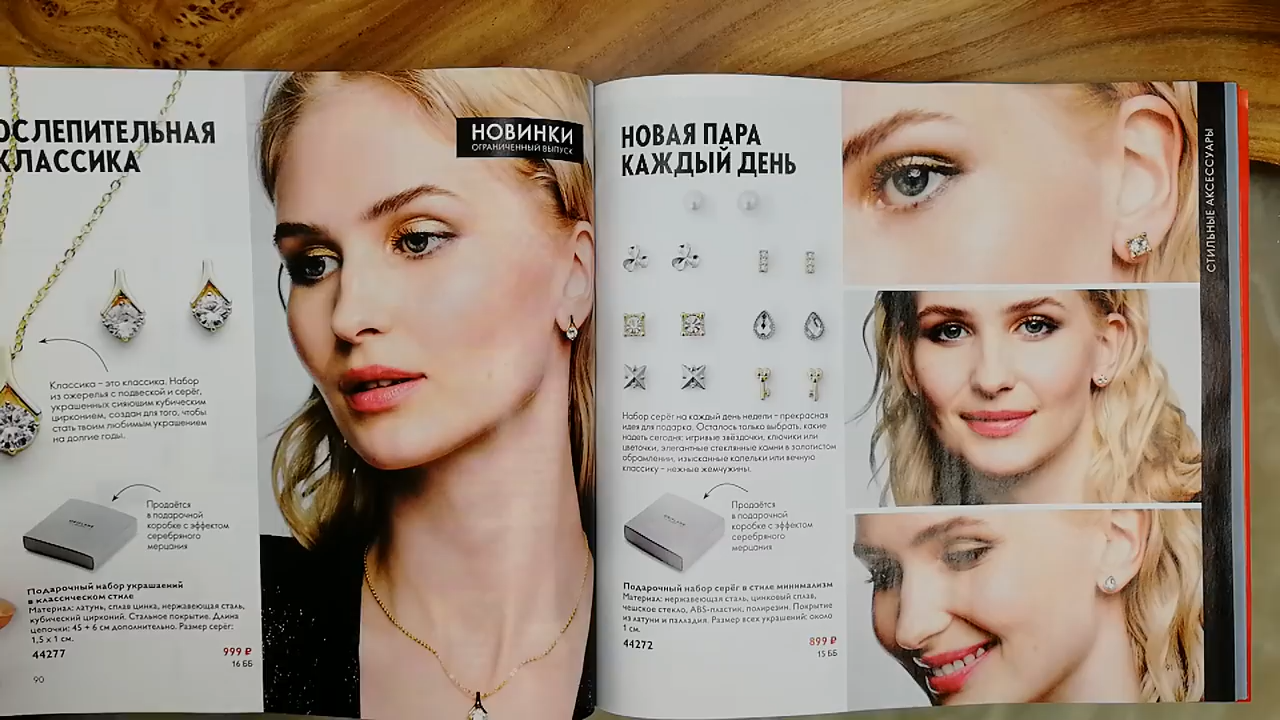 ОСЛЕПИТЕЛЬНАЯ
КЛАССИКА
НОВИНКИ
ОГРАНИЧЕННЫЙ ВЫПУСК
Классика – это классика. Набор
из ожерелья с подвеской и серёг,
украшенных сияющим кубическим
цирконием, создан для того, чтобы
стать твоим любимым украшением
на долгие годы.
Продаётся
в подарочной
коробке с эффектом
серебряного
мерцания
Подарочный набор украшений
в классическом стиле
Материал: латунь, сплав цинка, нержавеющая сталь,
кубический цирконий. Стальное покрытие. Длина
цепочки: 45 + 6 см дополнительно. Размер серёг:
1,5 x 1 см.
44277
999 ₽
16 ББ
90
НОВАЯ ПАРА
КАЖДЫЙ ДЕНЬ
Набор серёг на каждый день недели – прекрасная
идея для подарка. Осталось только выбрать, какие
надеть сегодня: игривые звёздочки, ключики или
цветочки, элегантные стеклянные камни в золотистом
обрамлении, изысканные капельки или вечную
классику – нежные жемчужины.
Продаётся
в подарочной
коробке с эффектом
серебряного
мерцания
Подарочный набор серёг в стиле минимализм
Материал: нержавеющая сталь, цинковый сплав,
чешское стекло, ABS-пластик, полирезин. Покрытие
из латуни и палладия. Размер всех украшений: около
1 см.
44272
899 ₽
15 ББ
СТИЛЬНЫЕ АКСЕССУАРЫ
91